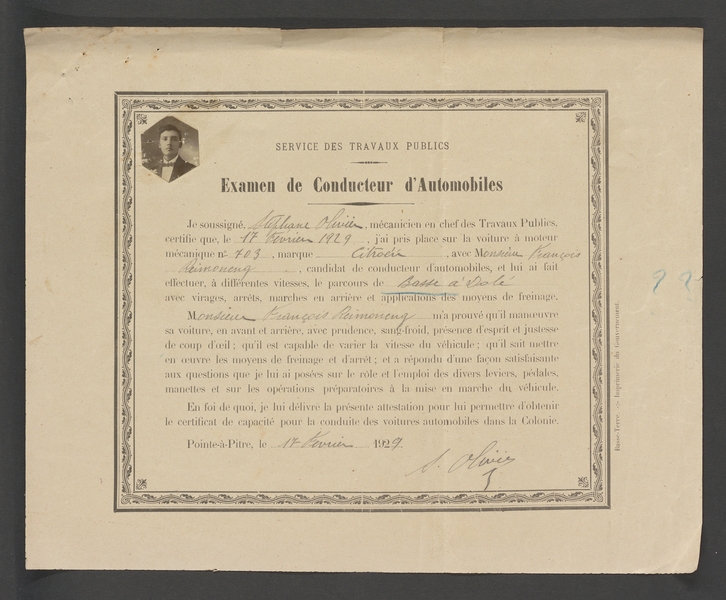 SERVICE DES TRAVAUX PUBLICS
Examen de Conducteur d'Automobiles
Je soussigné, Stéphane Olivier, mécanicien en chef des Travaux Publics,
certifie que, le 17 Février 1929, j'ai pris place sur la voiture à moteur
mécanique n° 703, marque Citroën, avec Monsieur François
Reimoneng, candidat de conducteur d'automobiles, et lui ai fait
effectuer, à différentes vitesses, le parcours de Basse à Dolé
avec virages, arrêts, marches en arrière et applications des moyens de freinage.
Monsieur François Reimoneng m'a prouvé qu'il manœuvre
sa voiture, en avant et arrière, avec prudence, sang-froid, présence d'esprit et justesse
de coup d'œil ; qu'il est capable de varier la vitesse du véhicule ; qu'il sait mettre
en œuvre les moyens de freinage et d'arrêt ; et a répondu d'une façon satisfaisante
aux questions que je lui ai posées sur le rôle et l'emploi des divers leviers, pédales,
manettes et sur les opérations préparatoires à la mise en marche du véhicule.
En foi de quoi, je lui délivre la présente attestation pour lui permettre d'obtenir
le certificat de capacité pour la conduite des voitures automobiles dans la Colonie.
Pointe-à-Pitre, le 17 Février 1929.
S. Olivier
? ?
Basse-Terre. — Imprimerie du Gouvernement.